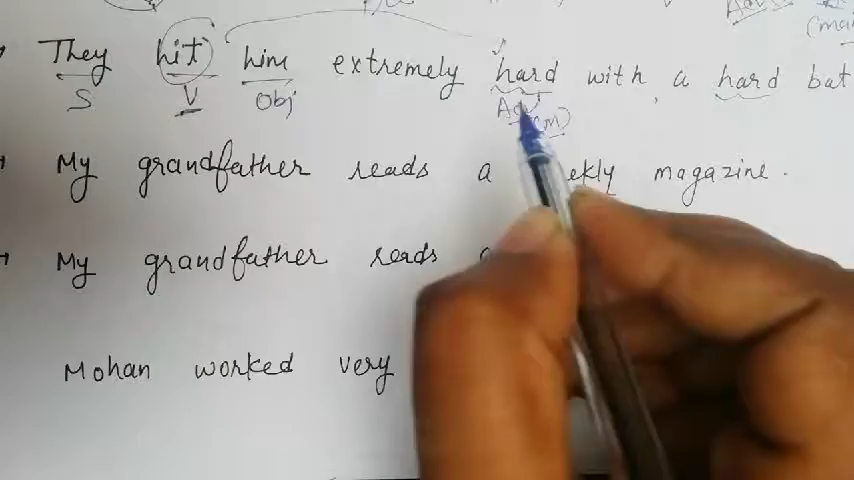 They hit him extremely hard with a hard bat
S V Obj Adv (M)
My grandfather reads a ekly magazine.
My grandfather reads
Mohan worked very